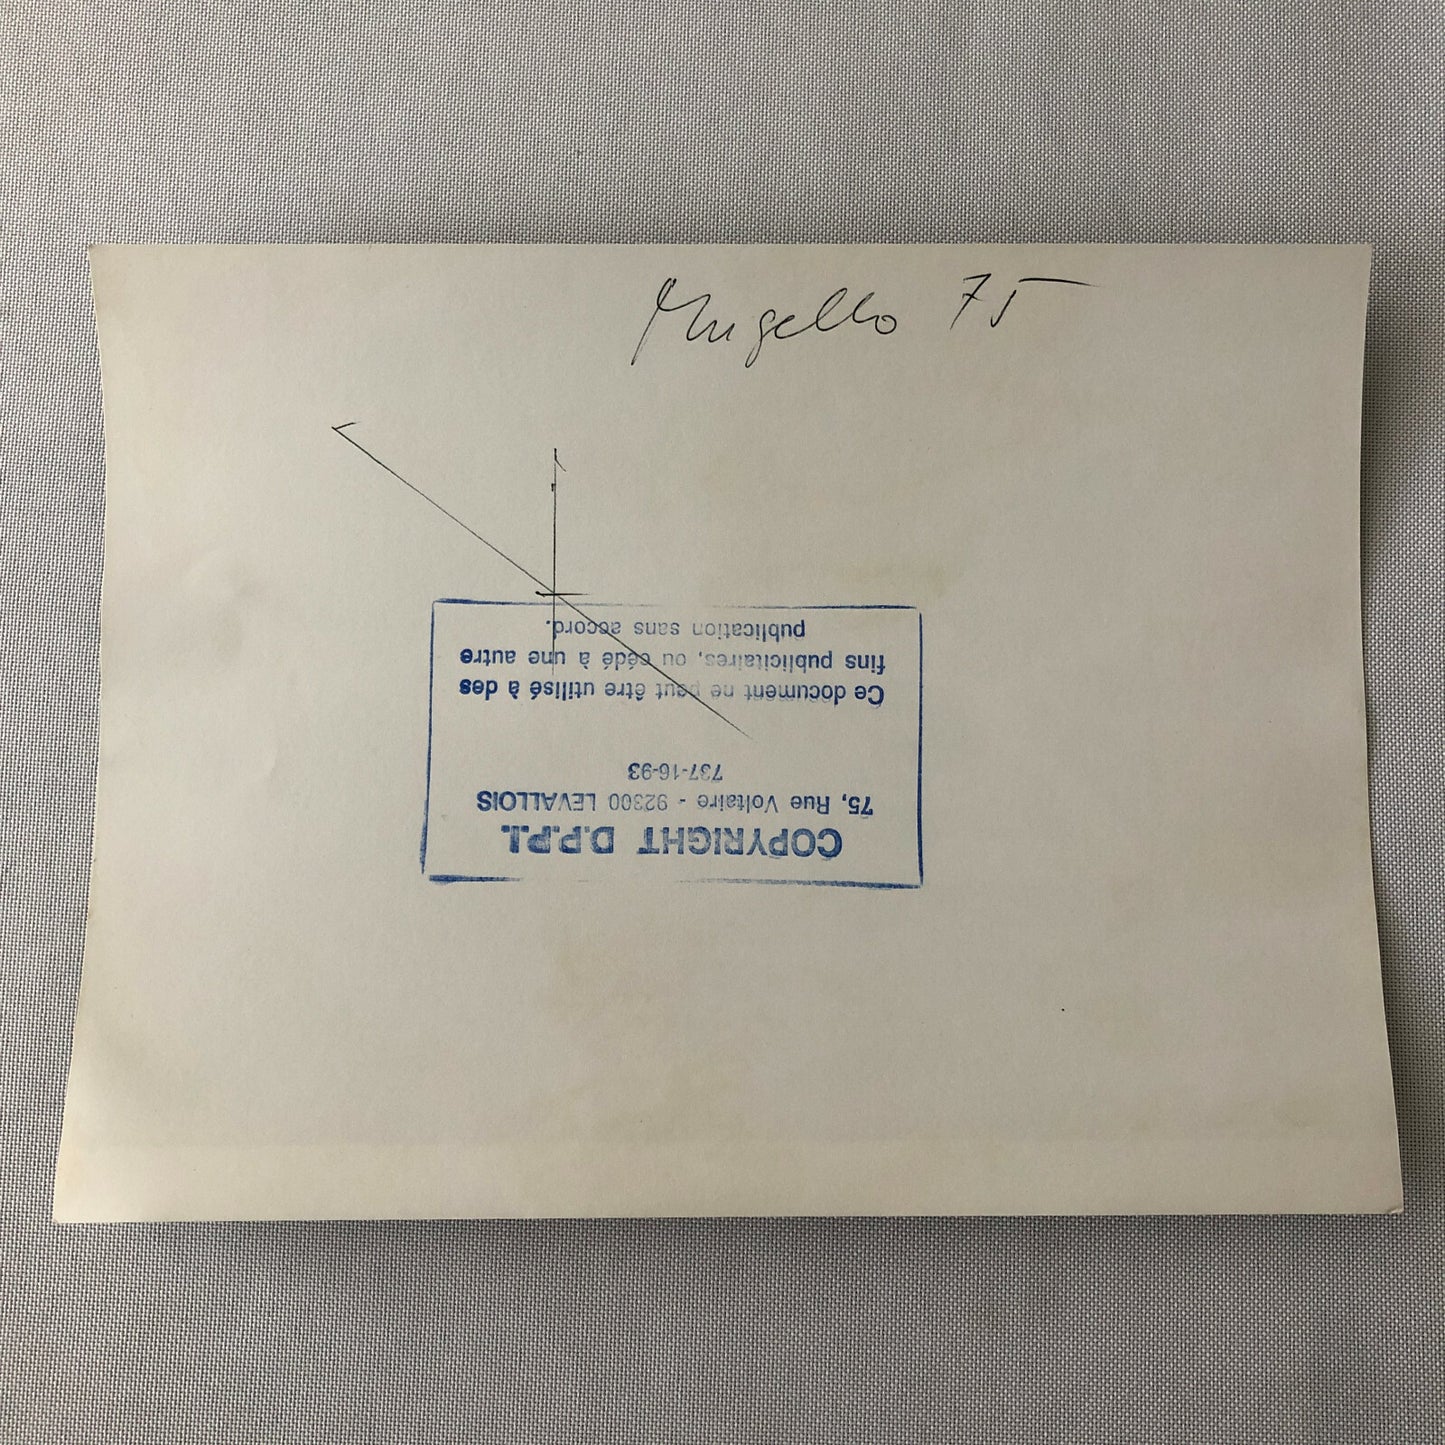 Mugello 75
COPYRIGHT D.P.P.I.
75, Rue Voltaire - 92300 LEVALLOIS
737-16-93
Ce document ne peut être utilisé à des
fins publicitaires, ou cédé à une autre
publication sans accord.